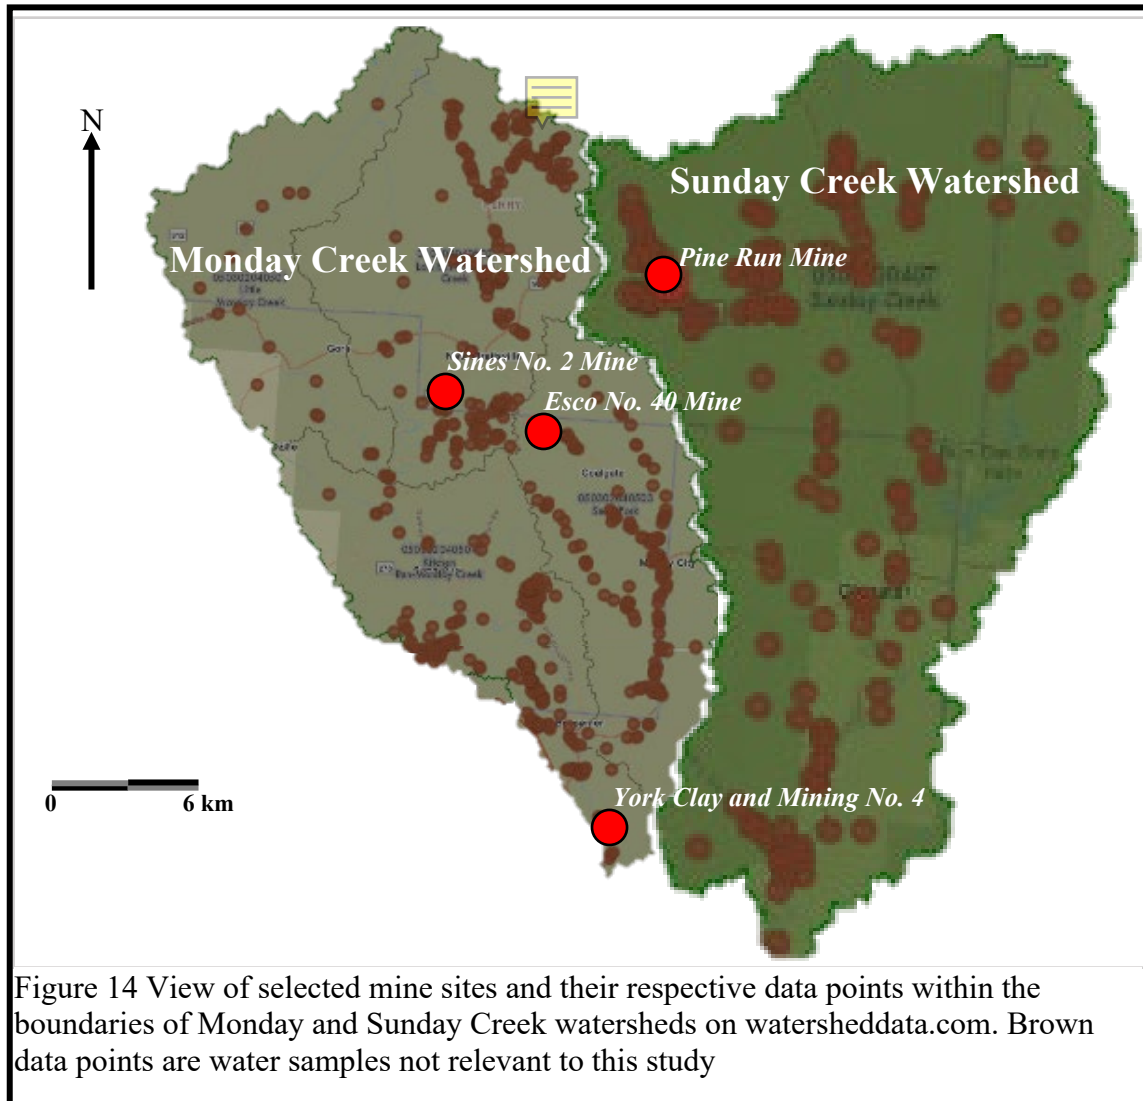 N
Sunday Creek Watershed
Pine Run Mine
Monday Creek Watershed
Sines No. 2 Mine
Esco No. 40 Mine
York Clay and Mining No. 4
0 6 km
Figure 14 View of selected mine sites and their respective data points within the
boundaries of Monday and Sunday Creek watersheds on watersheddata.com. Brown
data points are water samples not relevant to this study